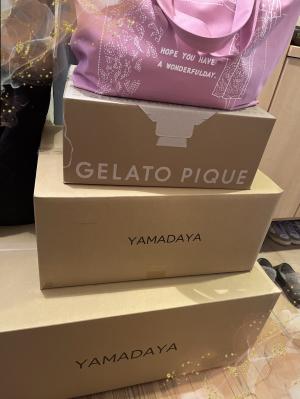 HOPE YOU HAVE
A WONDERFULDAY.
GELATO PIQUE
YAMADAYA
YAMADAYA